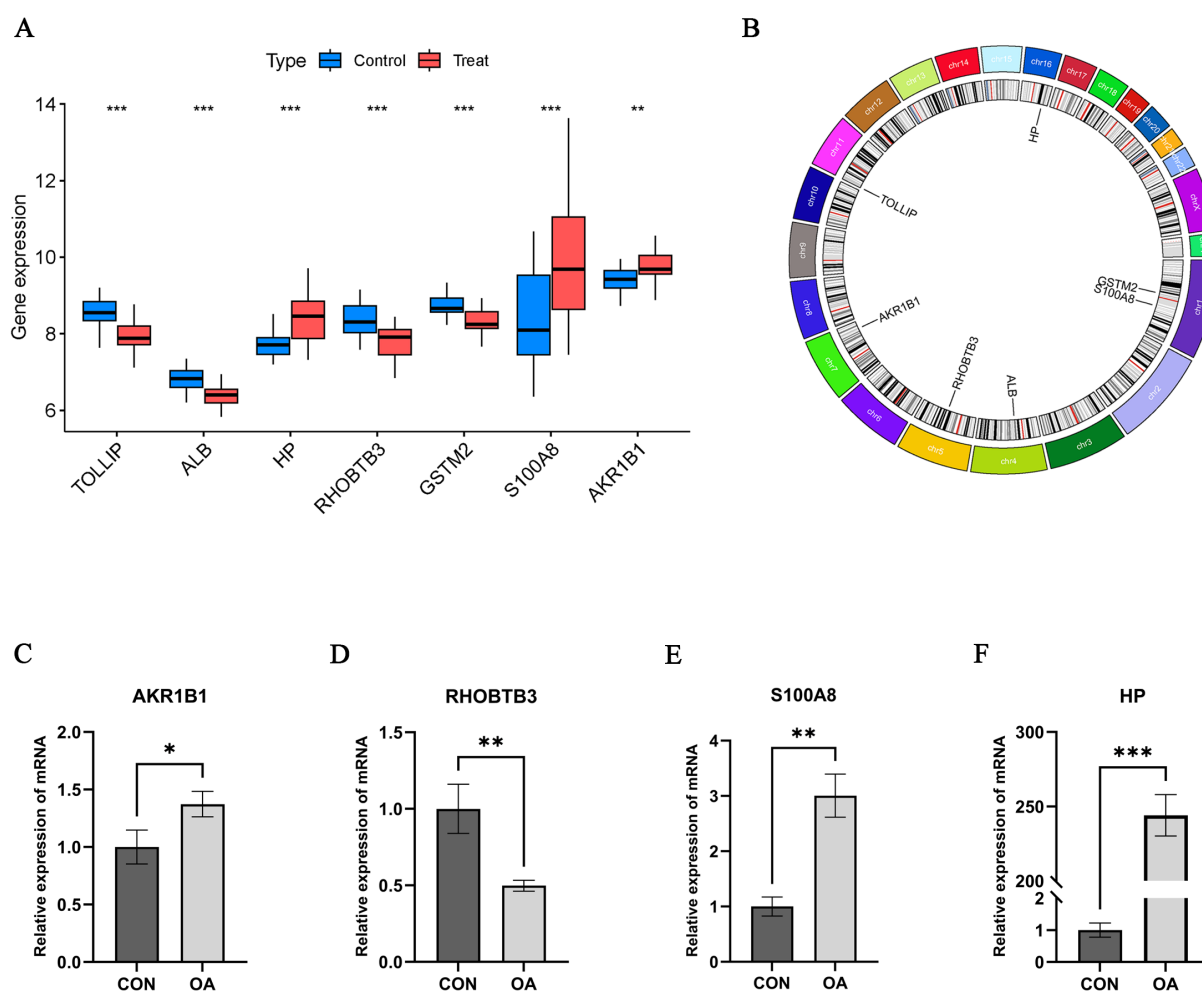 A
Type Control Treat
Gene expression
14
12
10
8
6
*** *** *** *** *** *** **
TOLLIP
ALB
HP
RHOBTB3
GSTM2
S100A8
AKR1B1
B
chr1
chr2
chr3
chr4
chr5
chr6
chr7
chr8
chr9
chr10
chr11
chr12
chr13
chr14
chr15
chr16
chr17
chr18
chr19
chr20
chrX
HP
TOLLIP
GSTM2
S100A8
AKR1B1
RHOBTB3
ALB
C
AKR1B1
Relative expression of mRNA
2.0
1.5
1.0
0.5
0.0
*
CON OA
D
RHOBTB3
Relative expression of mRNA
1.5
1.0
0.5
0.0
**
CON OA
E
S100A8
Relative expression of mRNA
4
3
2
1
0
**
CON OA
F
HP
Relative expression of mRNA
300
250
200
2
1
0
***
CON OA